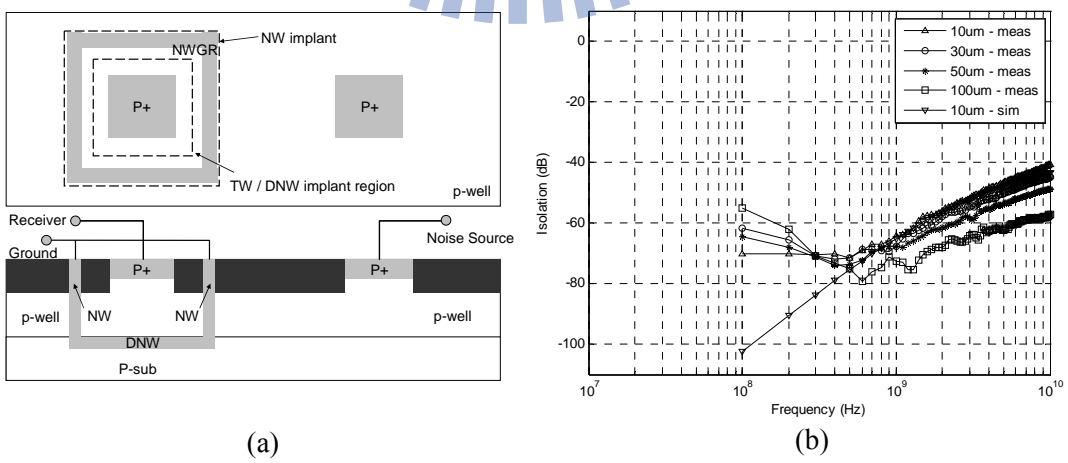 NW implant
NWGR
P+
P+
TW / DNW implant region
p-well
Receiver
Ground
Noise Source
P+
P+
p-well
NW
NW
p-well
DNW
P-sub
(a)
10um - meas
30um - meas
50um - meas
100um - meas
10um - sim
0
-20
-40
-60
-80
-100
Isolation (dB)
10^7
10^8
10^9
10^10
Frequency (Hz)
(b)